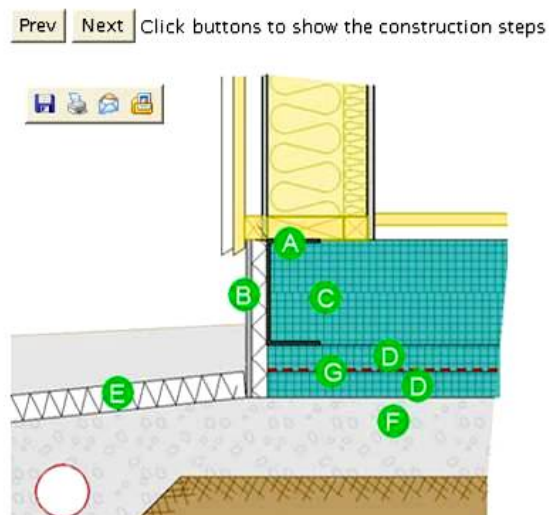 Prev Next Click buttons to show the construction steps
A
B
C
D
G
D
E
F